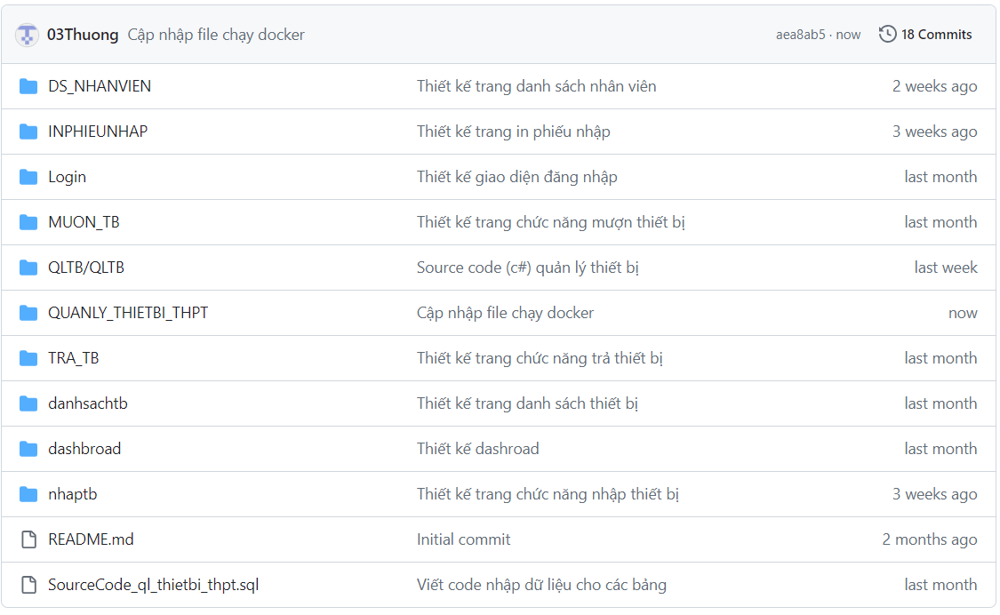 03Thuong Cập nhập file chạy docker aea8ab5 · now 18 Commits
DS_NHANVIEN Thiết kế trang danh sách nhân viên 2 weeks ago
INPHIEUNHAP Thiết kế trang in phiếu nhập 3 weeks ago
Login Thiết kế giao diện đăng nhập last month
MUON_TB Thiết kế trang chức năng mượn thiết bị last month
QLTB/QLTB Source code (c#) quản lý thiết bị last week
QUANLY_THIETBI_THPT Cập nhập file chạy docker now
TRA_TB Thiết kế trang chức năng trả thiết bị last month
danhsachtb Thiết kế trang danh sách thiết bị last month
dashbroad Thiết kế dashroad last month
nhaptb Thiết kế trang chức năng nhập thiết bị 3 weeks ago
README.md Initial commit 2 months ago
SourceCode_ql_thietbi_thpt.sql Viết code nhập dữ liệu cho các bảng last month